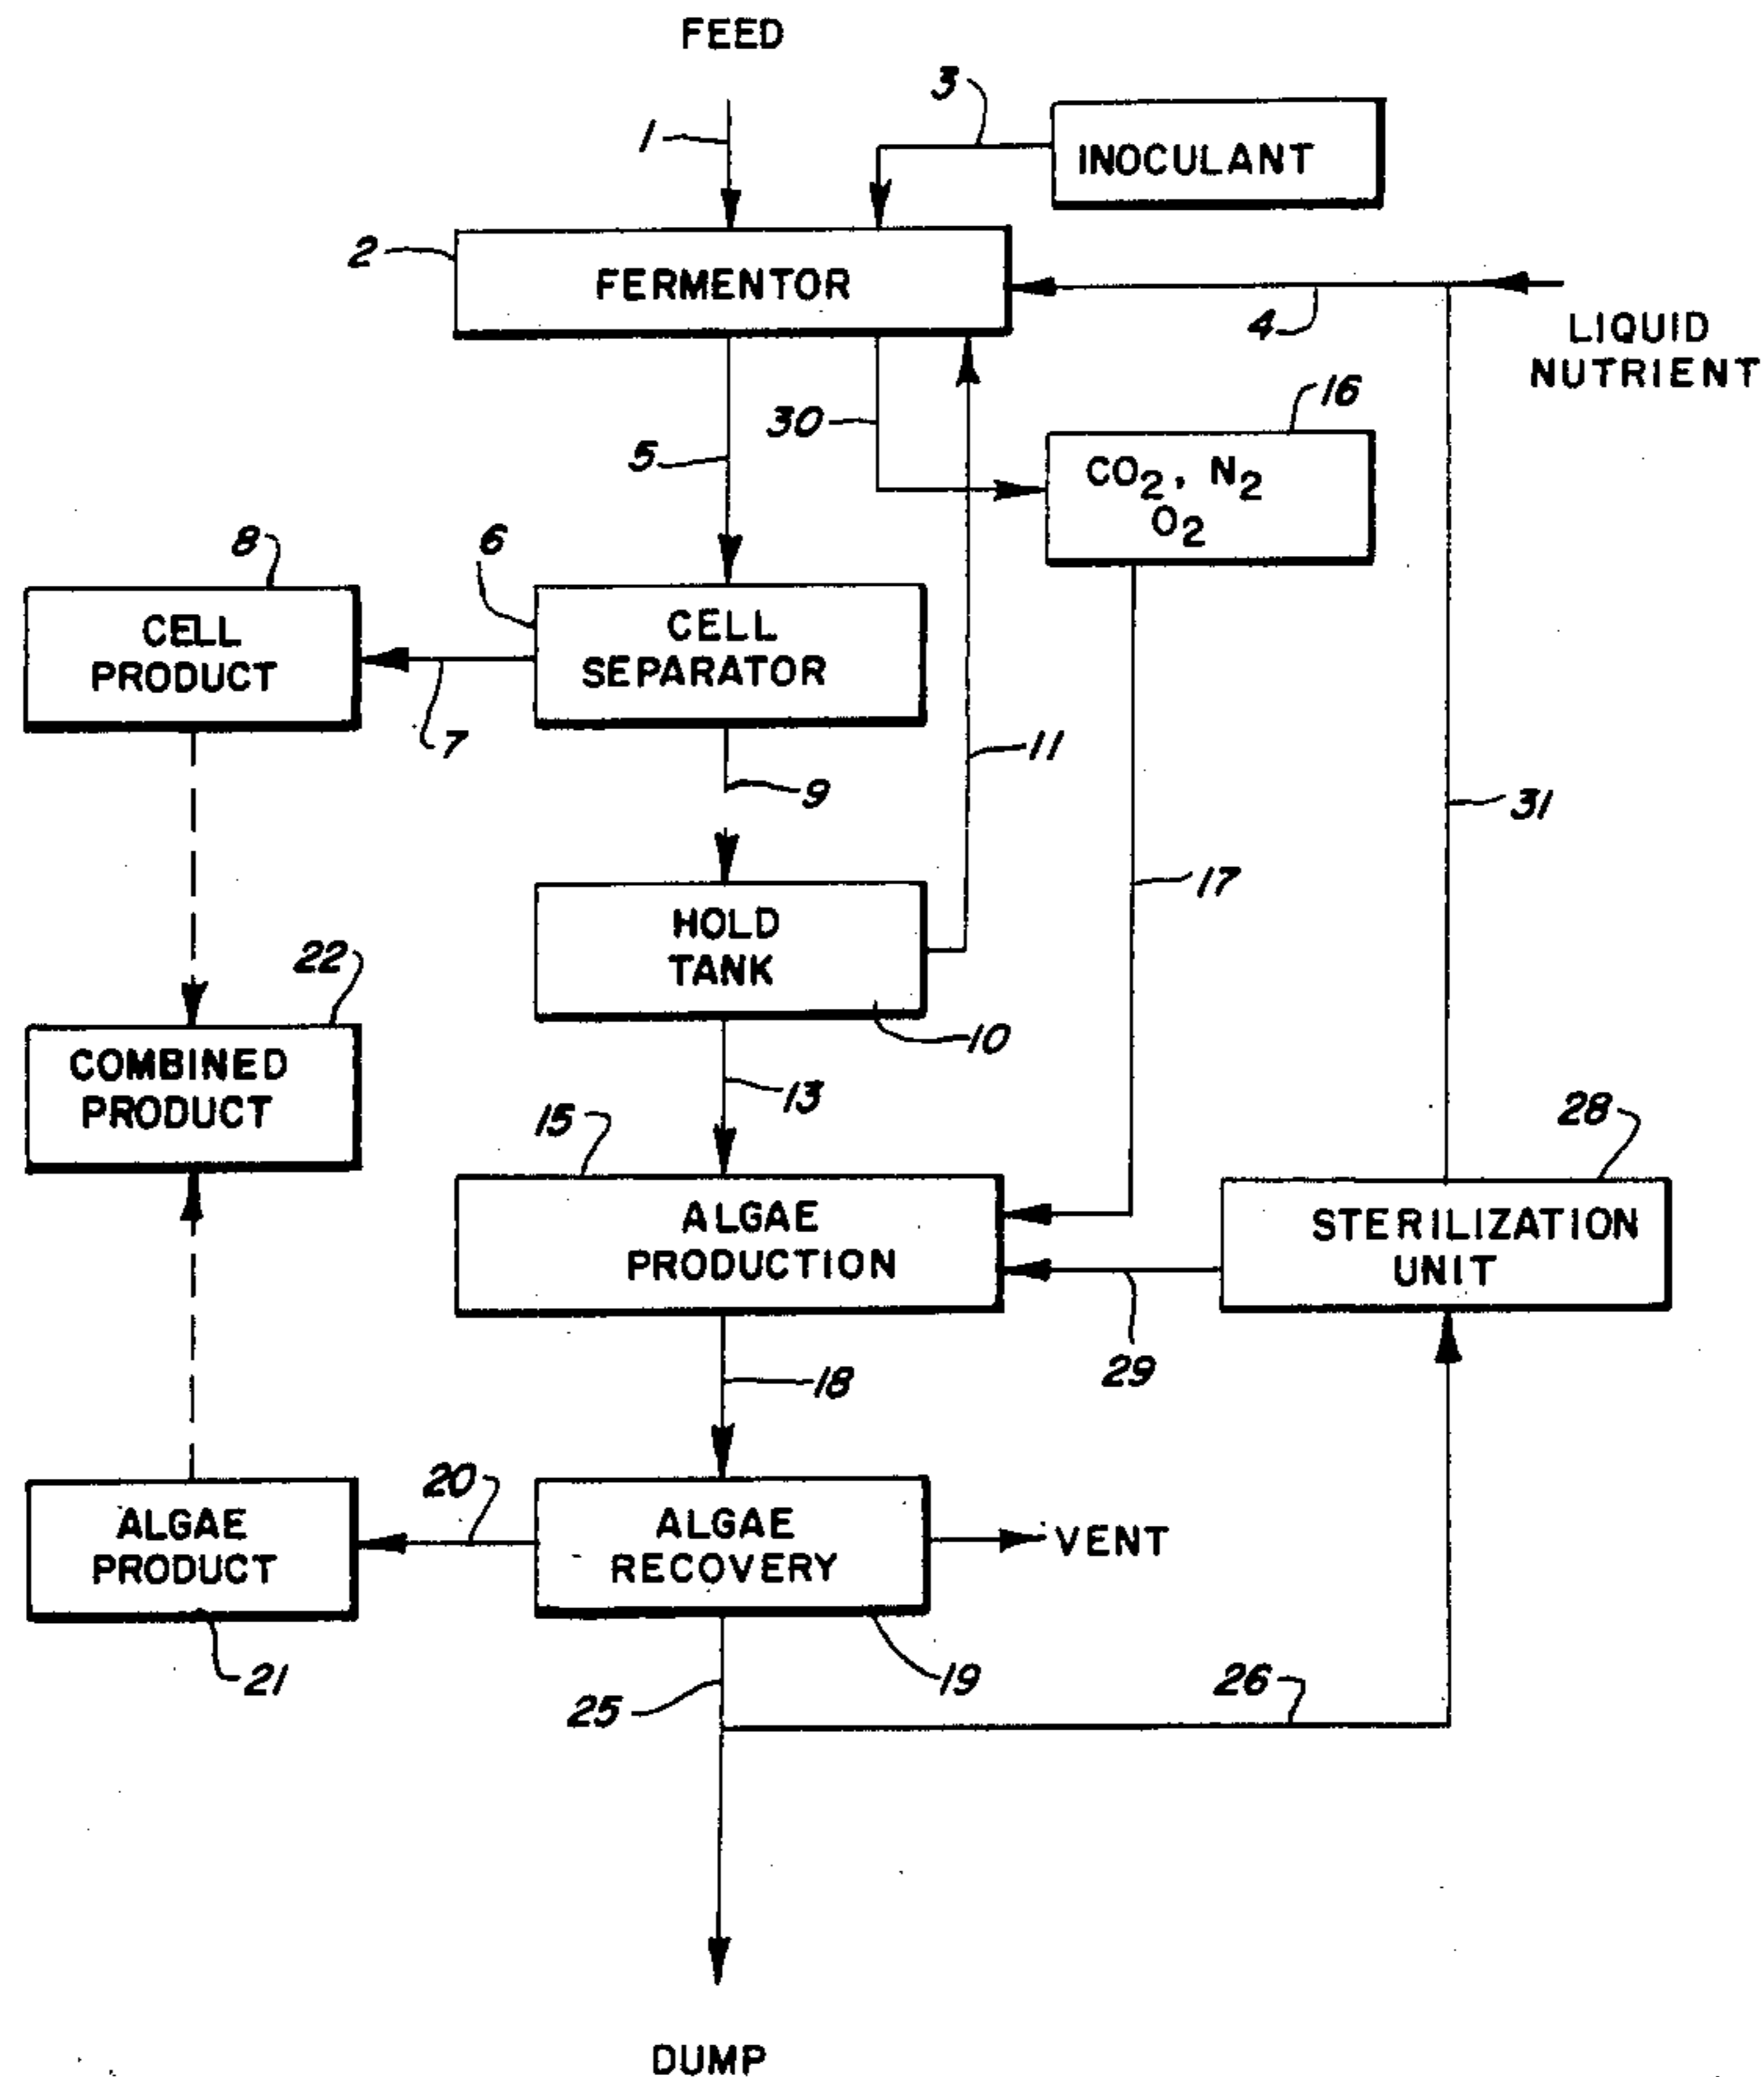 FEED
3
1
INOCULANT
2
FERMENTOR
4
LIQUID
NUTRIENT
16
30
5
CO2, N2
O2
8
6
CELL
PRODUCT
CELL
SEPARATOR
7
11
9
31
17
HOLD
TANK
22
10
COMBINED
PRODUCT
13
15
28
ALGAE
PRODUCTION
STERILIZATION
UNIT
29
18
20
ALGAE
PRODUCT
ALGAE
RECOVERY
VENT
21
19
25
26
DUMP